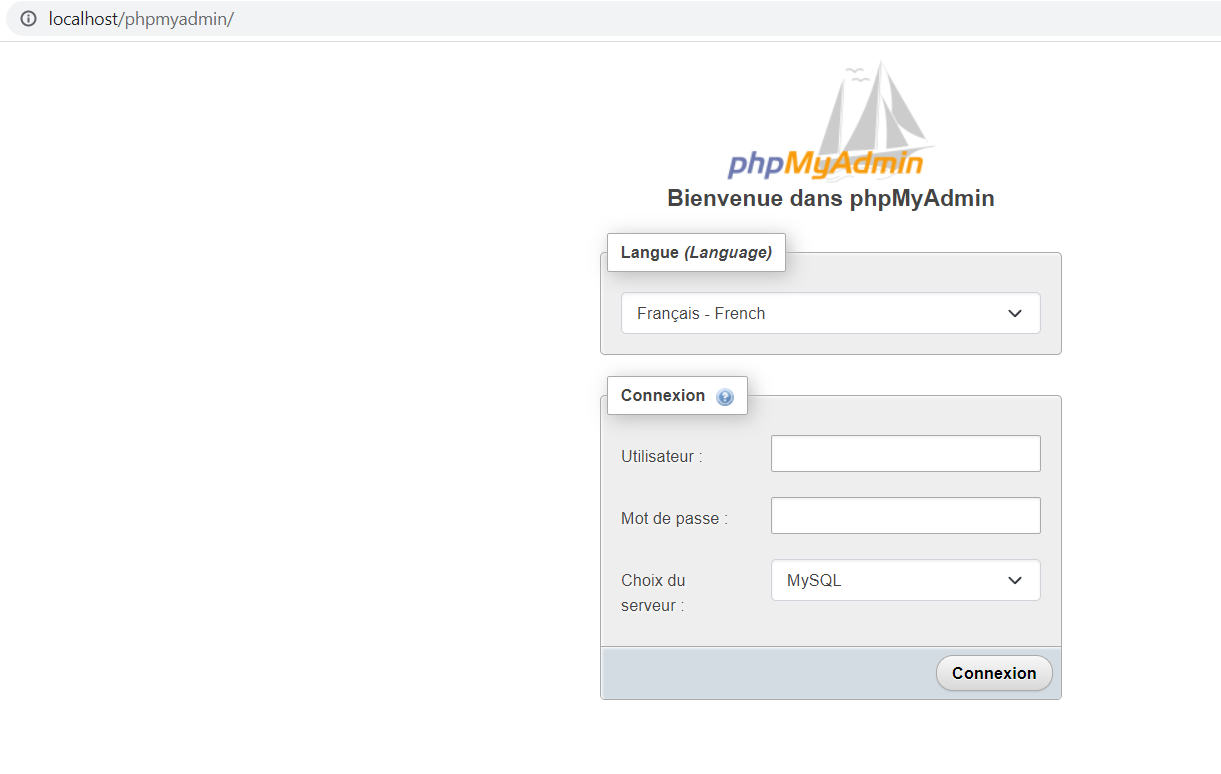 localhost/phpmyadmin/
phpMyAdmin
Bienvenue dans phpMyAdmin
Langue (Language)
Français - French
Connexion ?
Utilisateur :
Mot de passe :
Choix du
serveur :
MySQL
Connexion